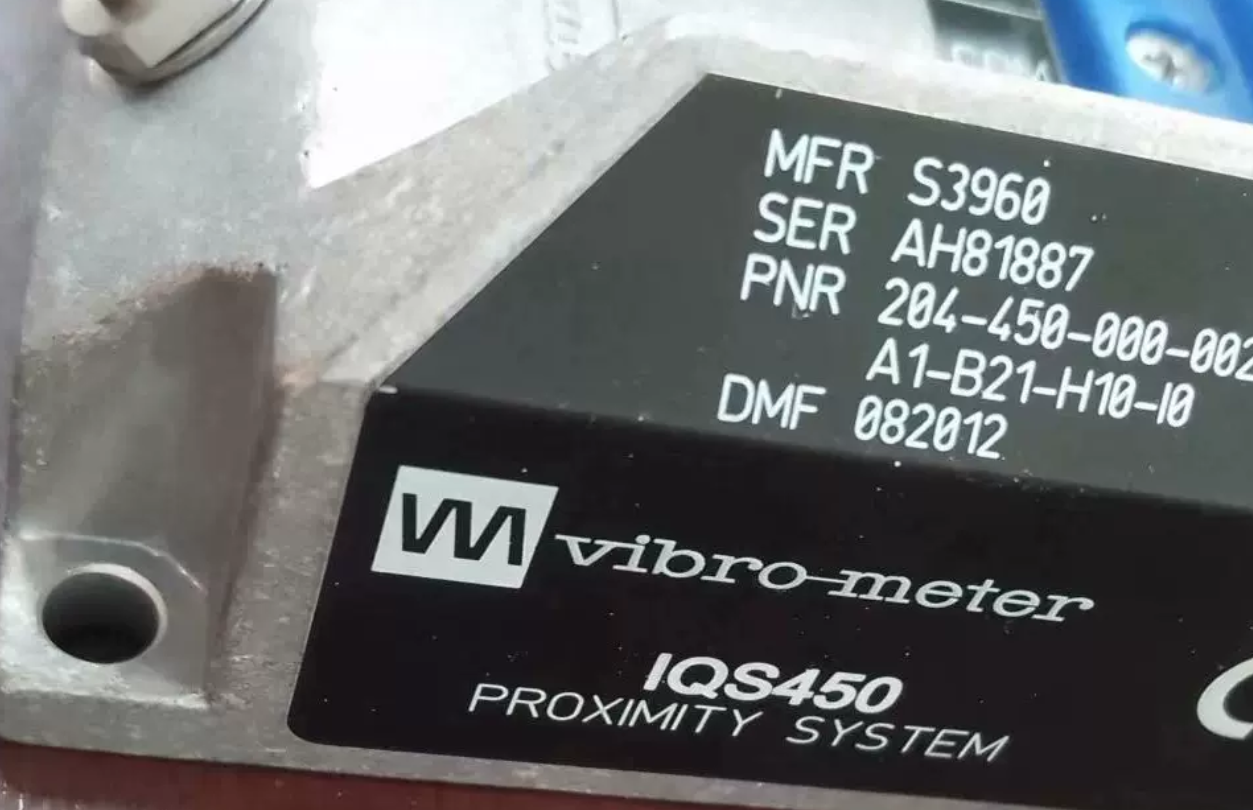 MFR S3960
SER AH81887
PNR 204-450-000-002
A1-B21-H10-I0
DMF 082012
vibro-meter
IQS450
PROXIMITY SYSTEM